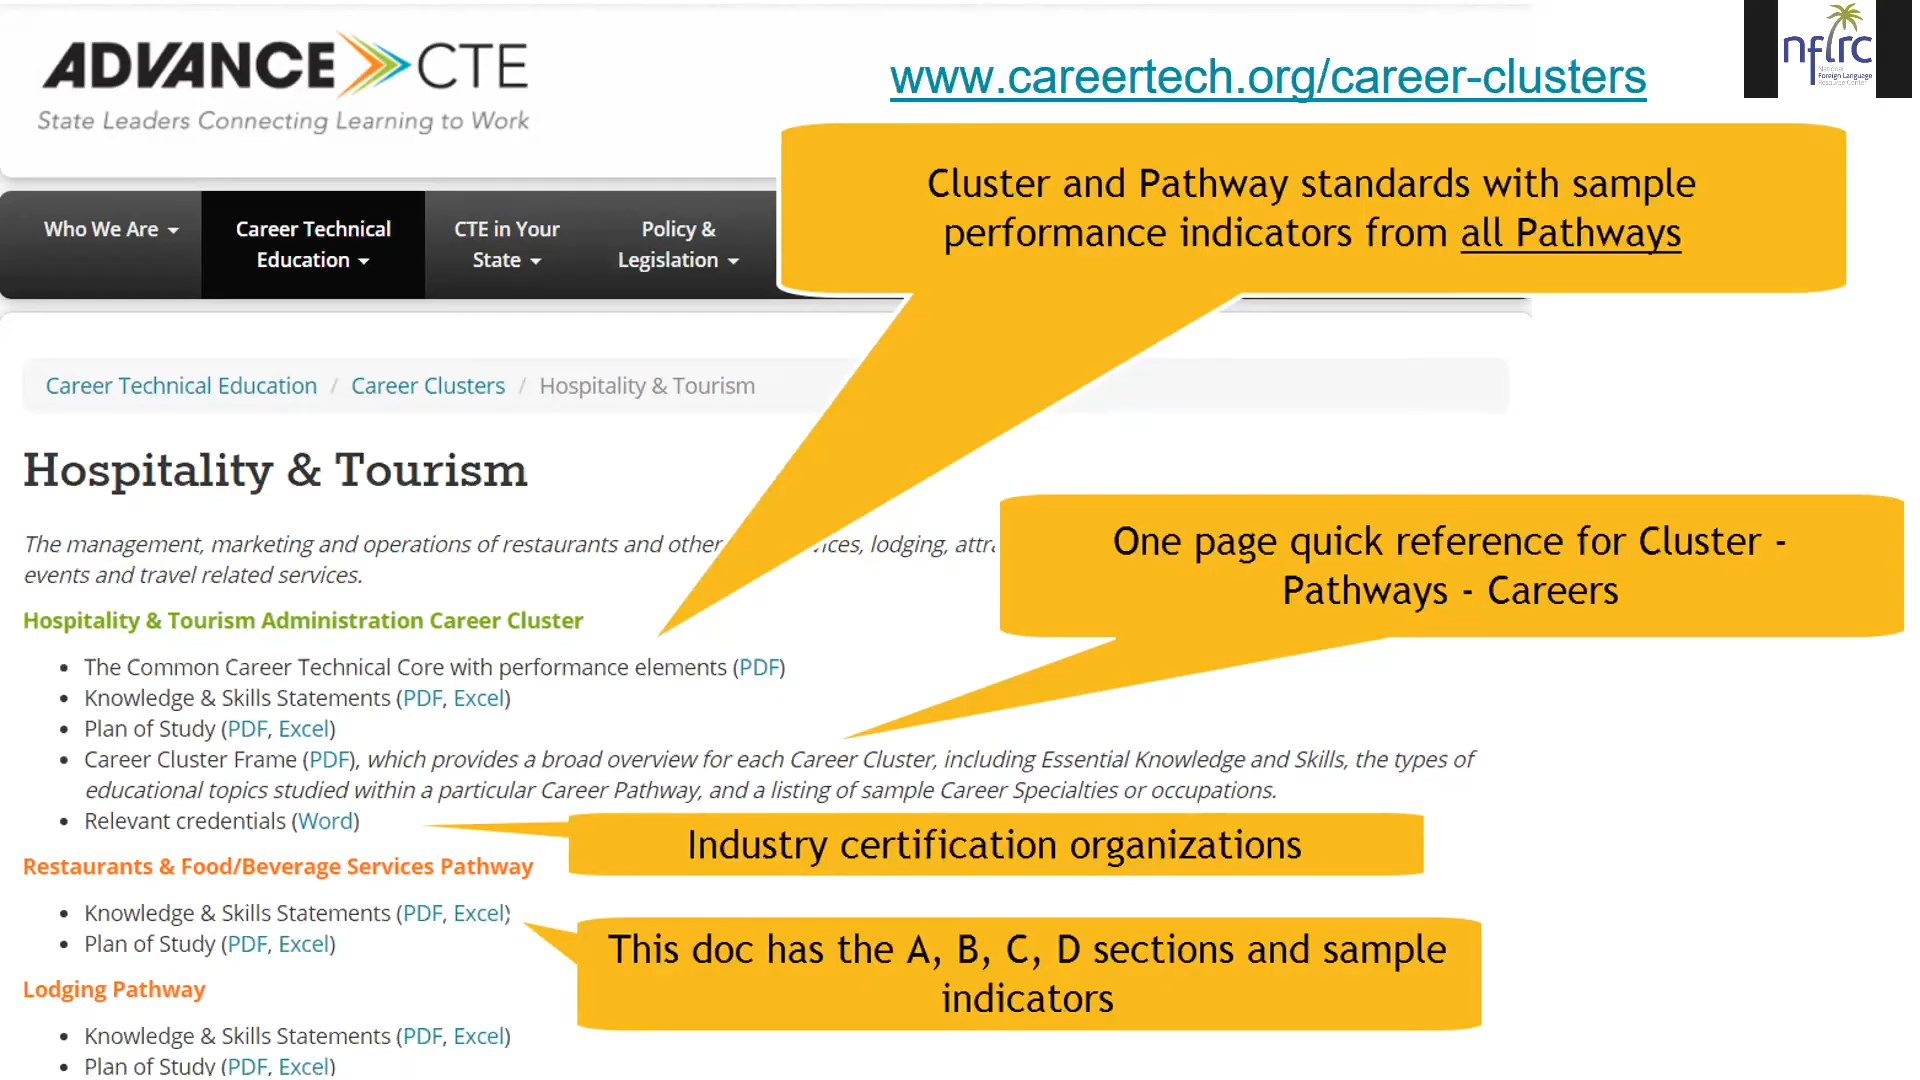 ADVANCE CTE
State Leaders Connecting Learning to Work
www.careertech.org/career-clusters
nflrc
National
Foreign Language
Resource Center
Cluster and Pathway standards with sample
performance indicators from all Pathways
Who We Are
Career Technical
Education
CTE in Your
State
Policy &
Legislation
Career Technical Education / Career Clusters / Hospitality & Tourism
Hospitality & Tourism
The management, marketing and operations of restaurants and other
lodging,
events and travel related services.
One page quick reference for Cluster -
Pathways - Careers
Hospitality & Tourism Administration Career Cluster
• The Common Career Technical Core with performance elements (PDF)
• Knowledge & Skills Statements (PDF, Excel)
• Plan of Study (PDF, Excel)
• Career Cluster Frame (PDF), which provides a broad overview for each Career Cluster, including Essential Knowledge and Skills, the types of
educational topics studied within a particular Career Pathway, and a listing of sample Career Specialties or occupations.
• Relevant credentials (Word)
Industry certification organizations
Restaurants & Food/Beverage Services Pathway
• Knowledge & Skills Statements (PDF, Excel)
• Plan of Study (PDF, Excel)
This doc has the A, B, C, D sections and sample
indicators
Lodging Pathway
• Knowledge & Skills Statements (PDF, Excel)
• Plan of Study (PDF, Excel)